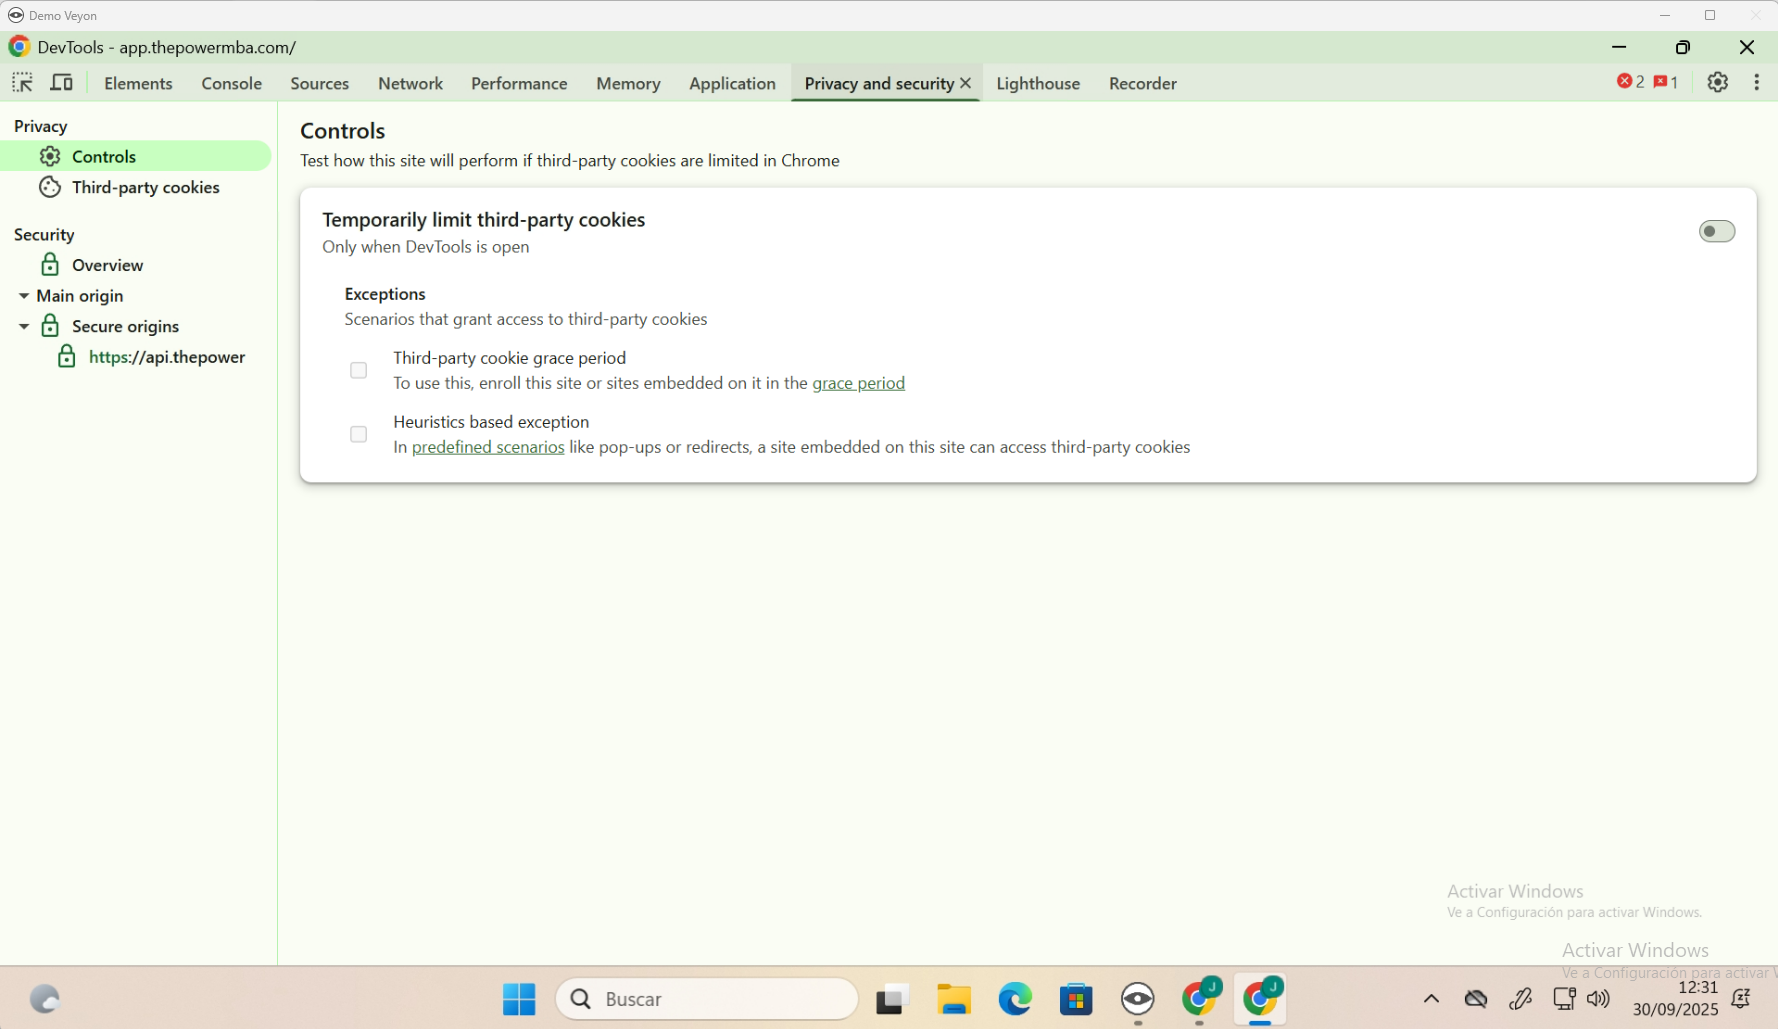 Demo Veyon
DevTools - app.thepowermba.com/
Elements Console Sources Network Performance Memory Application Privacy and security Lighthouse Recorder 2 1
Privacy
Controls
Third-party cookies
Security
Overview
Main origin
Secure origins
https://api.thepower
Controls
Test how this site will perform if third-party cookies are limited in Chrome
Temporarily limit third-party cookies
Only when DevTools is open
Exceptions
Scenarios that grant access to third-party cookies
Third-party cookie grace period
To use this, enroll this site or sites embedded on it in the grace period
Heuristics based exception
In predefined scenarios like pop-ups or redirects, a site embedded on this site can access third-party cookies
Activar Windows
Ve a Configuración para activar Windows.
Activar Windows
Ve a Configuración para activar
Buscar
J
J
12:31
30/09/2025